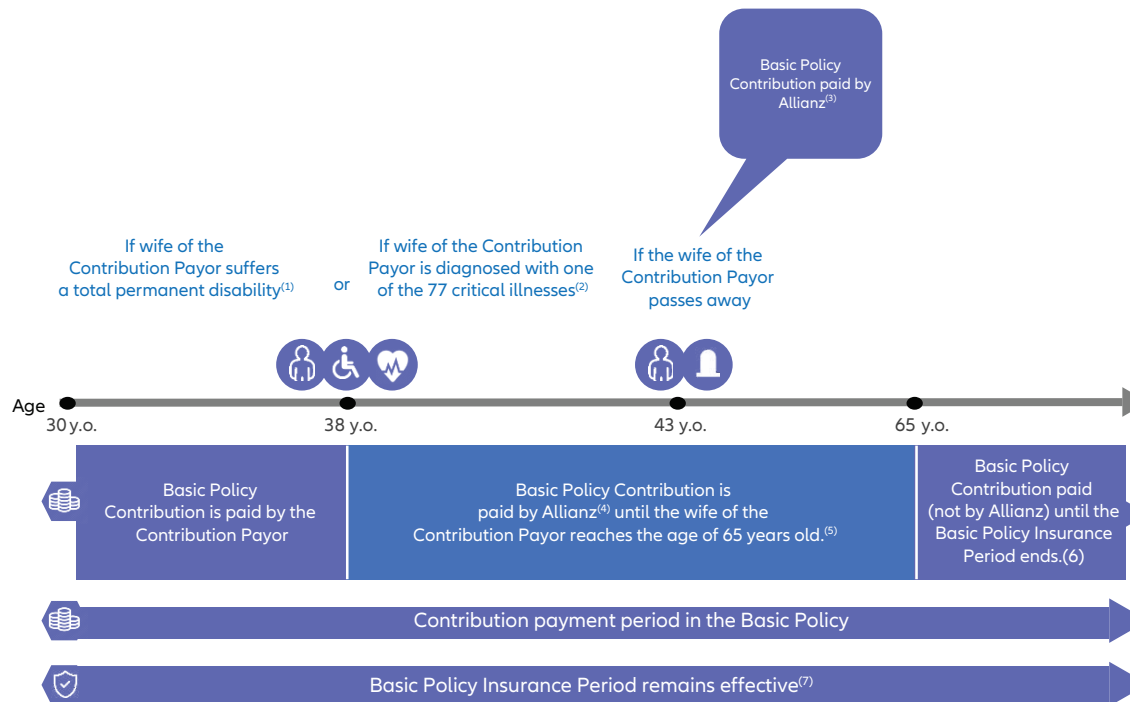 Basic Policy
Contribution paid by
Allianz(3)
If wife of the
Contribution Payor suffers
a total permanent disability(1)
or
If wife of the Contribution
Payor is diagnosed with one
of the 77 critical illnesses(2)
If the wife of the
Contribution Payor
passes away
Age
30 y.o.
38 y.o.
43 y.o.
65 y.o.
Basic Policy
Contribution is paid by the
Contribution Payor
Basic Policy Contribution is
paid by Allianz(4) until the wife of the
Contribution Payor reaches the age of 65 years old.(5)
Basic Policy
Contribution paid
(not by Allianz) until the
Basic Policy Insurance
Period ends.(6)
Contribution payment period in the Basic Policy
Basic Policy Insurance Period remains effective(7)